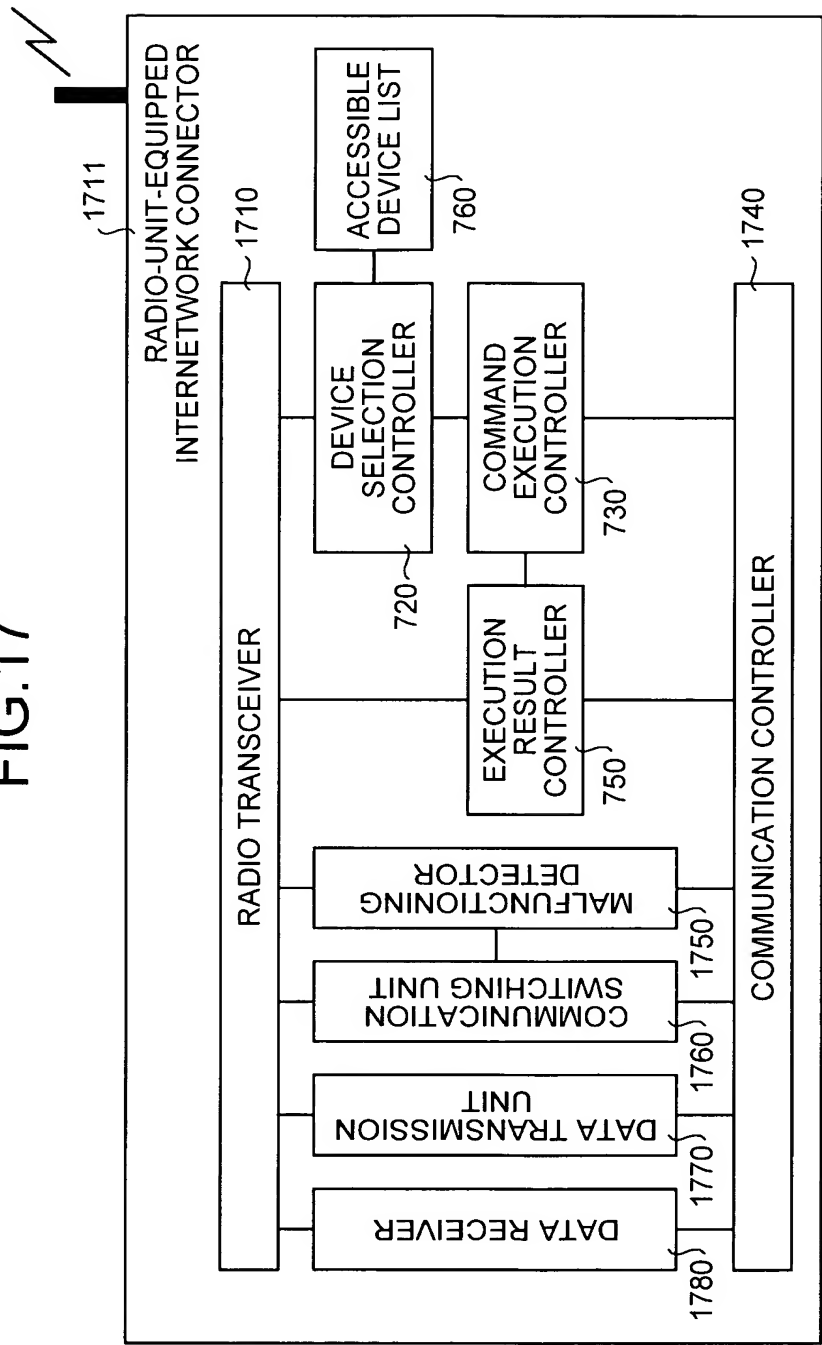 FIG.17
1711
RADIO-UNIT-EQUIPPED
INTERNETWORK CONNECTOR
RADIO TRANSCEIVER
1710
DATA RECEIVER
1780
DATA TRANSMISSION
UNIT
1770
COMMUNICATION
SWITCHING UNIT
1760
MALFUNCTIONING
DETECTOR
1750
EXECUTION
RESULT
CONTROLLER
750
DEVICE
SELECTION
CONTROLLER
720
ACCESSIBLE
DEVICE LIST
760
COMMAND
EXECUTION
CONTROLLER
730
COMMUNICATION CONTROLLER
1740